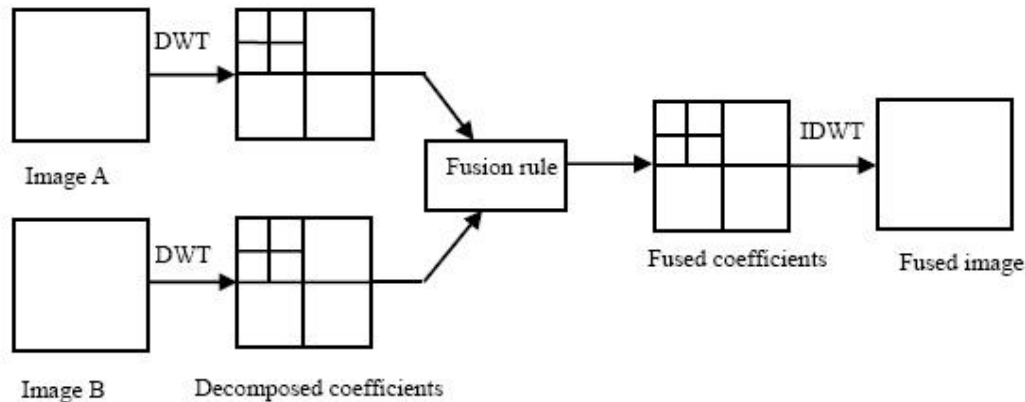 DWT
Image A
Fusion rule
IDWT
DWT
Fused coefficients
Fused image
Image B
Decomposed coefficients